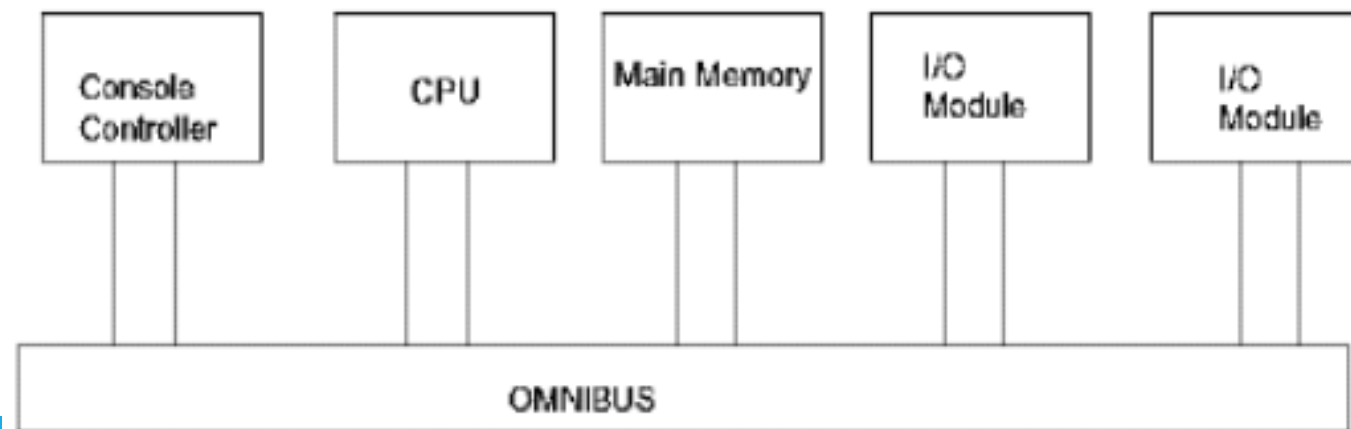 Console
Controller
CPU
Main Memory
I/O
Module
I/O
Module
OMNIBUS